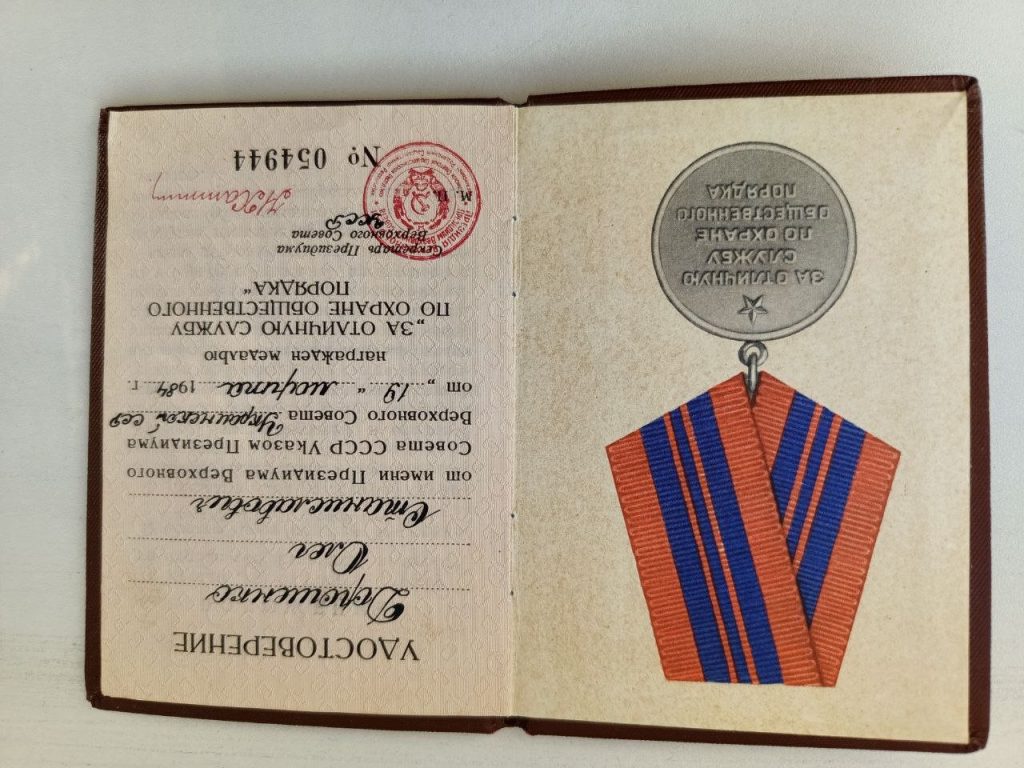 УДОСТОВЕРЕНИЕ
Дорошенко
Олег
Станиславович
от имени Президиума Верховного
Совета СССР Указом Президиума
Верховного Совета Украинской ССР
от „19“ марта 1984 г.
награжден медалью
„ЗА ОТЛИЧНУЮ СЛУЖБУ
ПО ОХРАНЕ ОБЩЕСТВЕННОГО
ПОРЯДКА“
Секретарь Президиума
Верховного Совета
УССР
М. П.
№ 054944
ЗА ОТЛИЧНУЮ
СЛУЖБУ
ПО ОХРАНЕ
ОБЩЕСТВЕННОГО
ПОРЯДКА